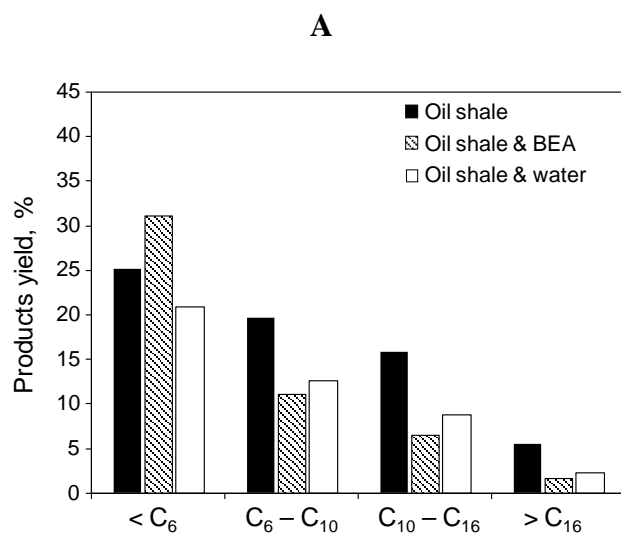 A
Products yield, %
45
40
35
30
25
20
15
10
5
0
Oil shale
Oil shale & BEA
Oil shale & water
< C₆
C₆ – C₁₀
C₁₀ – C₁₆
> C₁₆